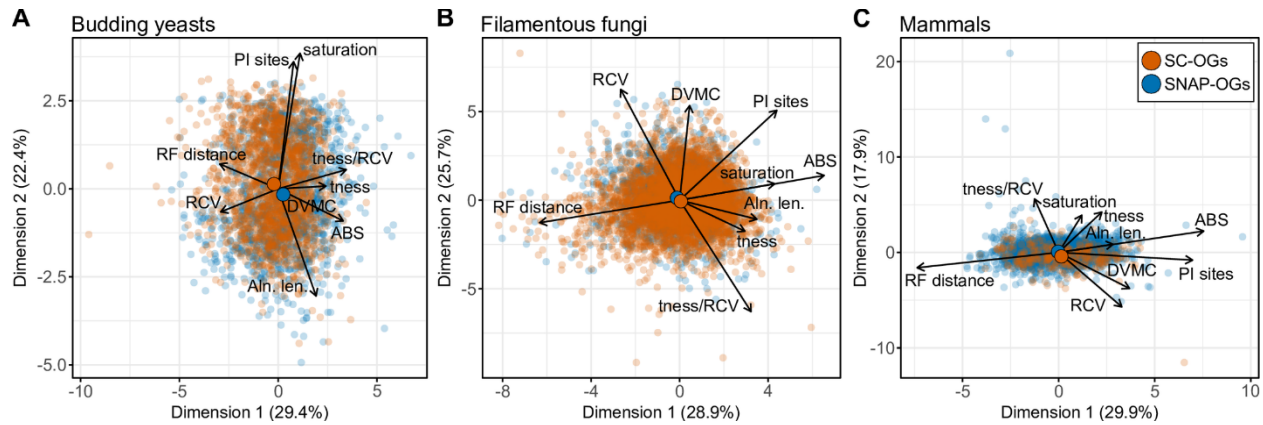 A Budding yeasts
saturation
PI sites
2.5
RF distance
tness/RCV
0.0
tness
RCV
DVMC
ABS
-2.5
Aln. len.
-5.0
-10 -5 0 5
Dimension 1 (29.4%)
Dimension 2 (22.4%)
B Filamentous fungi
RCV
DVMC
PI sites
5
ABS
saturation
0
Aln. len.
RF distance
tness
-5
tness/RCV
-8 -4 0 4
Dimension 1 (28.9%)
Dimension 2 (25.7%)
C Mammals
SC-OGs
SNAP-OGs
20
10
tness/RCV
saturation
tness
ABS
Aln. len.
0
DVMC
PI sites
RF distance
RCV
-10
-5 0 5 10
Dimension 1 (29.9%)
Dimension 2 (17.9%)